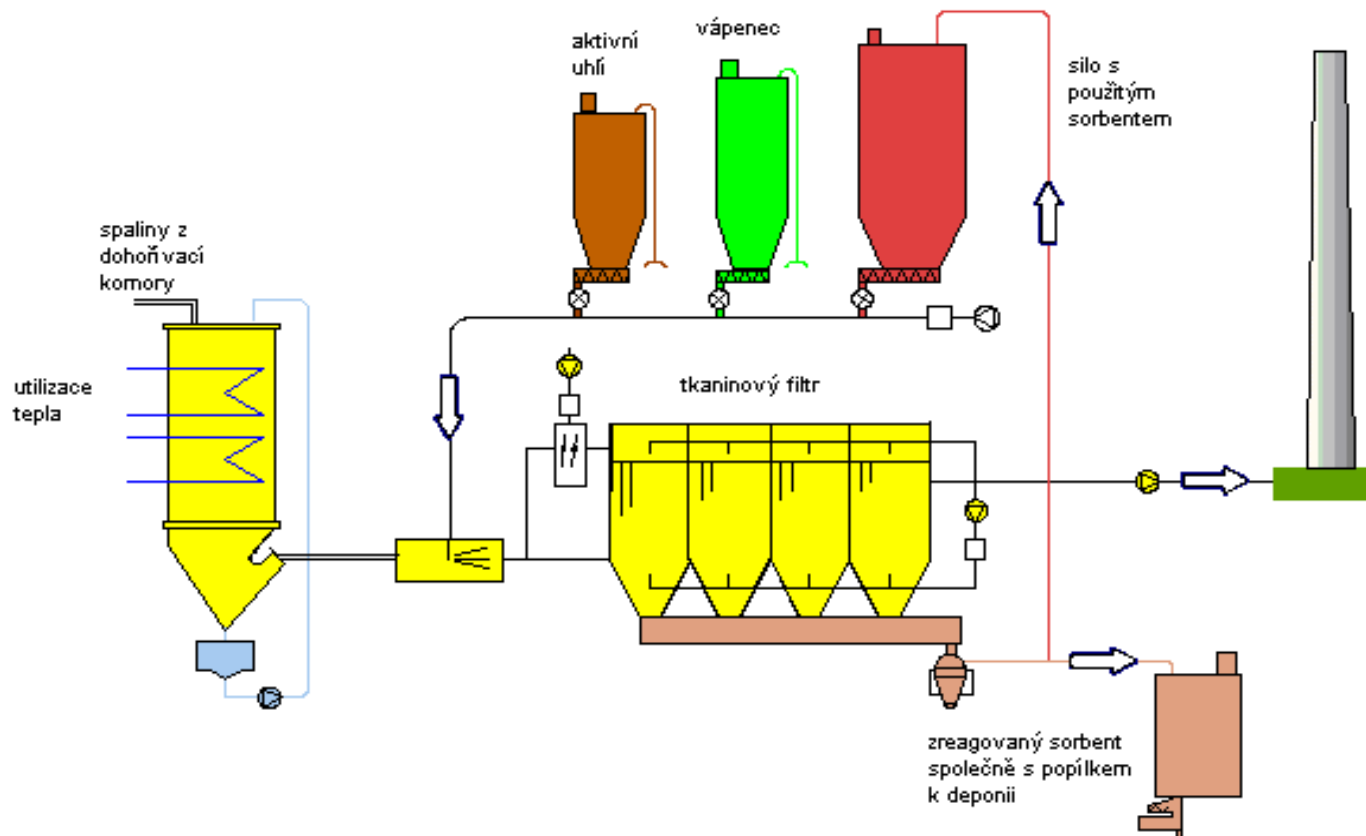 aktivní
uhlí
vápenec
silo s
použitým
sorbentem
spaliny z
dohořívací
komory
utilizace
tepla
tkaninový filtr
zreagovaný sorbent
společně s popílkem
k deponii